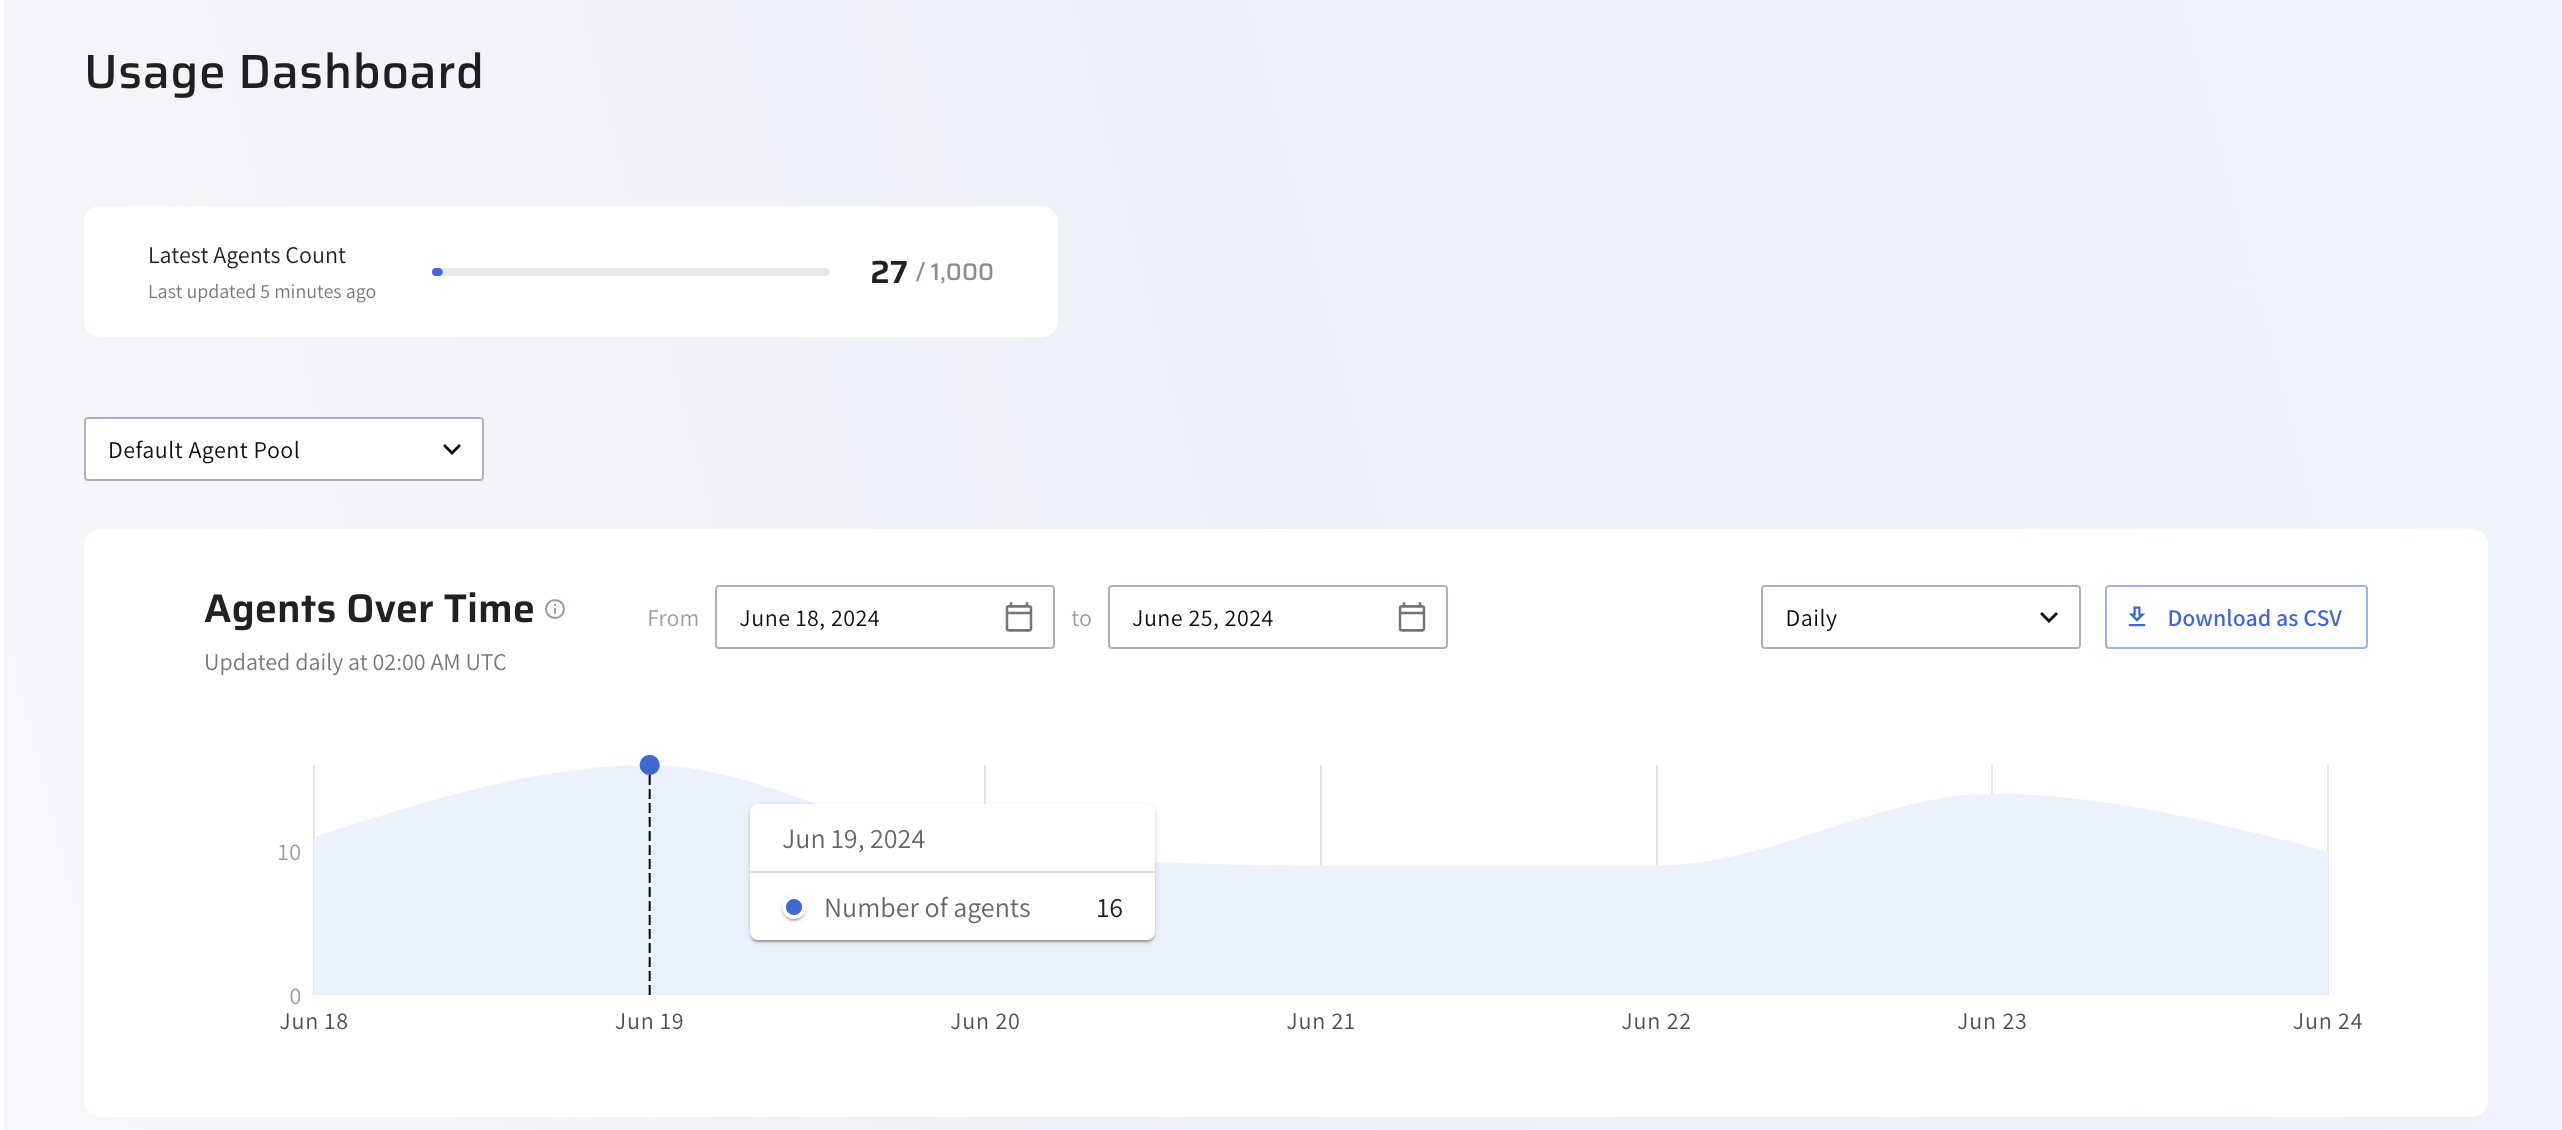 Usage Dashboard
Latest Agents Count
Last updated 5 minutes ago
27 / 1,000
Default Agent Pool
Agents Over Time
Updated daily at 02:00 AM UTC
From
June 18, 2024
to
June 25, 2024
Daily
Download as CSV
Jun 19, 2024
Number of agents 16
10
0
Jun 18 Jun 19 Jun 20 Jun 21 Jun 22 Jun 23 Jun 24